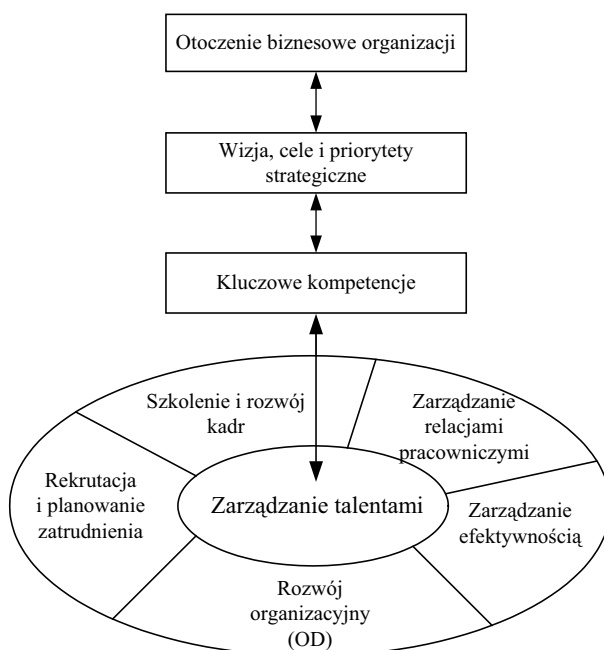 Otoczenie biznesowe organizacji
Wizja, cele i priorytety
strategiczne
Kluczowe kompetencje
Szkolenie i rozwój
kadr
Zarządzanie
relacjami
pracowniczymi
Rekrutacja
i planowanie
zatrudnienia
Zarządzanie talentami
Zarządzanie
efektywnością
Rozwój
organizacyjny
(OD)